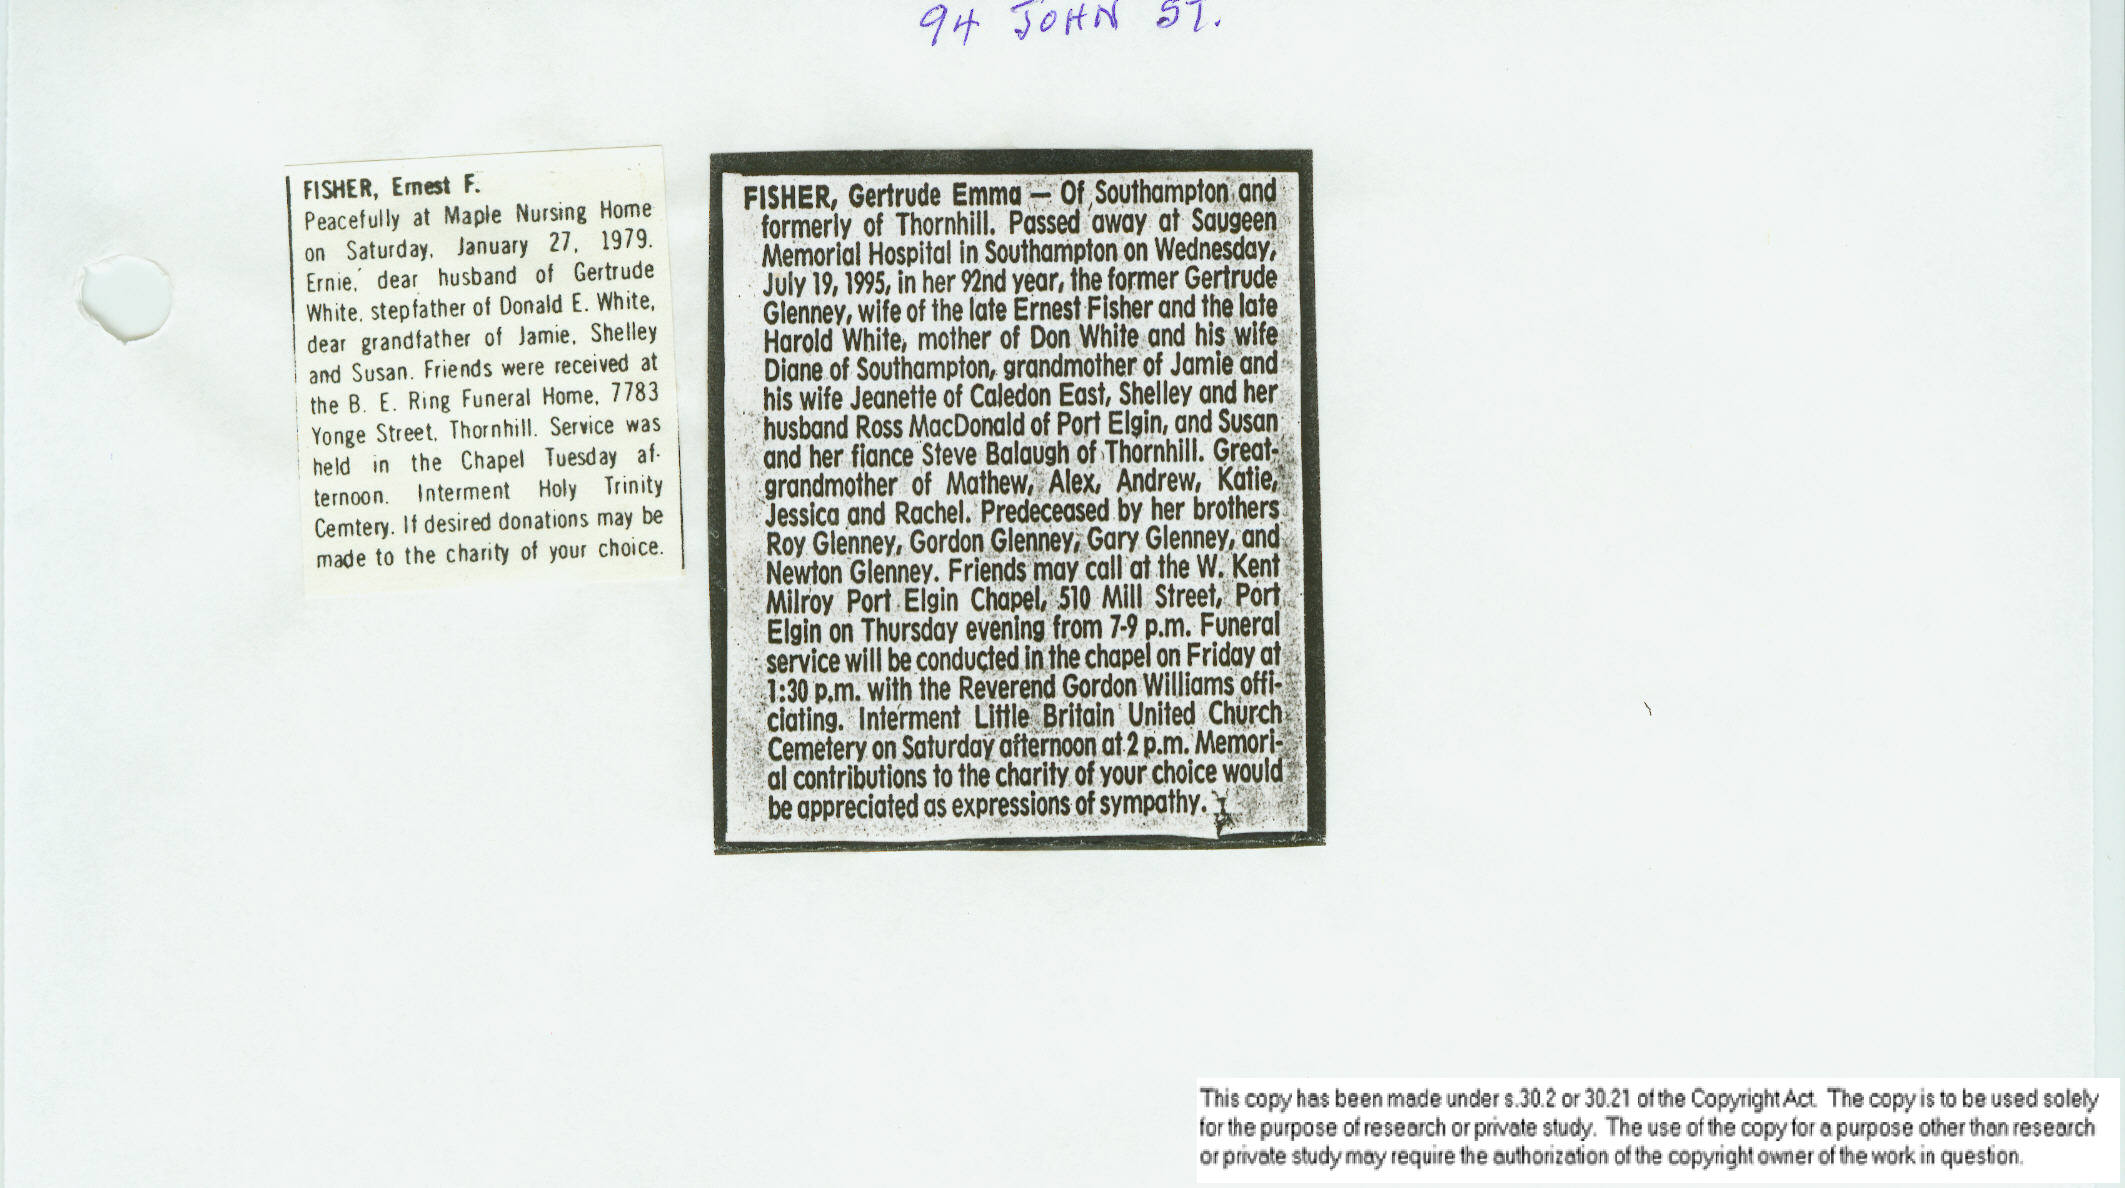 94 JOHN ST.
FISHER, Ernest F.
Peacefully at Maple Nursing Home
on Saturday, January 27, 1979.
Ernie, dear husband of Gertrude
White, stepfather of Donald E. White,
dear grandfather of Jamie, Shelley
and Susan. Friends were received at
the B. E. Ring Funeral Home, 7783
Yonge Street, Thornhill. Service was
held in the Chapel Tuesday af-
ternoon. Interment Holy Trinity
Cemtery. If desired donations may be
made to the charity of your choice.
FISHER, Gertrude Emma — Of Southampton and
formerly of Thornhill. Passed away at Saugeen
Memorial Hospital in Southampton on Wednesday,
July 19, 1995, in her 92nd year, the former Gertrude
Glenney, wife of the late Ernest Fisher and the late
Harold White, mother of Don White and his wife
Diane of Southampton, grandmother of Jamie and
his wife Jeanette of Caledon East, Shelley and her
husband Ross MacDonald of Port Elgin, and Susan
and her fiance Steve Balaugh of Thornhill. Great-
grandmother of Mathew, Alex, Andrew, Katie,
Jessica and Rachel. Predeceased by her brothers
Roy Glenney, Gordon Glenney, Gary Glenney, and
Newton Glenney. Friends may call at the W. Kent
Milroy Port Elgin Chapel, 510 Mill Street, Port
Elgin on Thursday evening from 7-9 p.m. Funeral
service will be conducted in the chapel on Friday at
1:30 p.m. with the Reverend Gordon Williams offi-
ciating. Interment Little Britain United Church
Cemetery on Saturday afternoon at 2 p.m. Memori-
al contributions to the charity of your choice would
be appreciated as expressions of sympathy.
This copy has been made under s.30.2 or 30.21 of the Copyright Act. The copy is to be used solely
for the purpose of research or private study. The use of the copy for a purpose other than research
or private study may require the authorization of the copyright owner of the work in question.